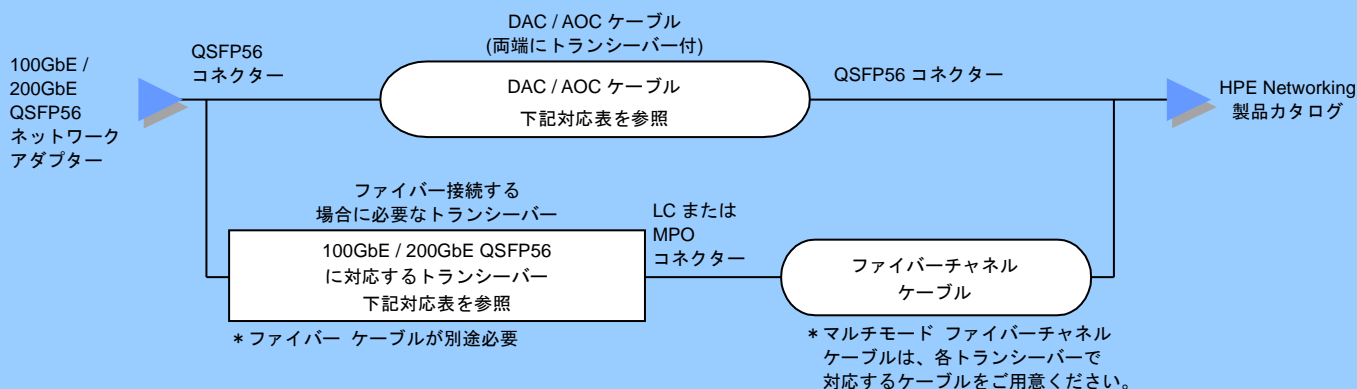 100GbE /
200GbE
QSFP56
ネットワーク
アダプター
QSFP56
コネクター
DAC / AOC ケーブル
(両端にトランシーバー付)
DAC / AOC ケーブル
下記対応表を参照
QSFP56 コネクター
HPE Networking
製品カタログ
ファイバー接続する
場合に必要なトランシーバー
100GbE / 200GbE QSFP56
に対応するトランシーバー
下記対応表を参照
＊ファイバー ケーブルが別途必要
LC または
MPO
コネクター
ファイバーチャネル
ケーブル
＊マルチモード ファイバーチャネル
ケーブルは、各トランシーバーで
対応するケーブルをご用意ください。